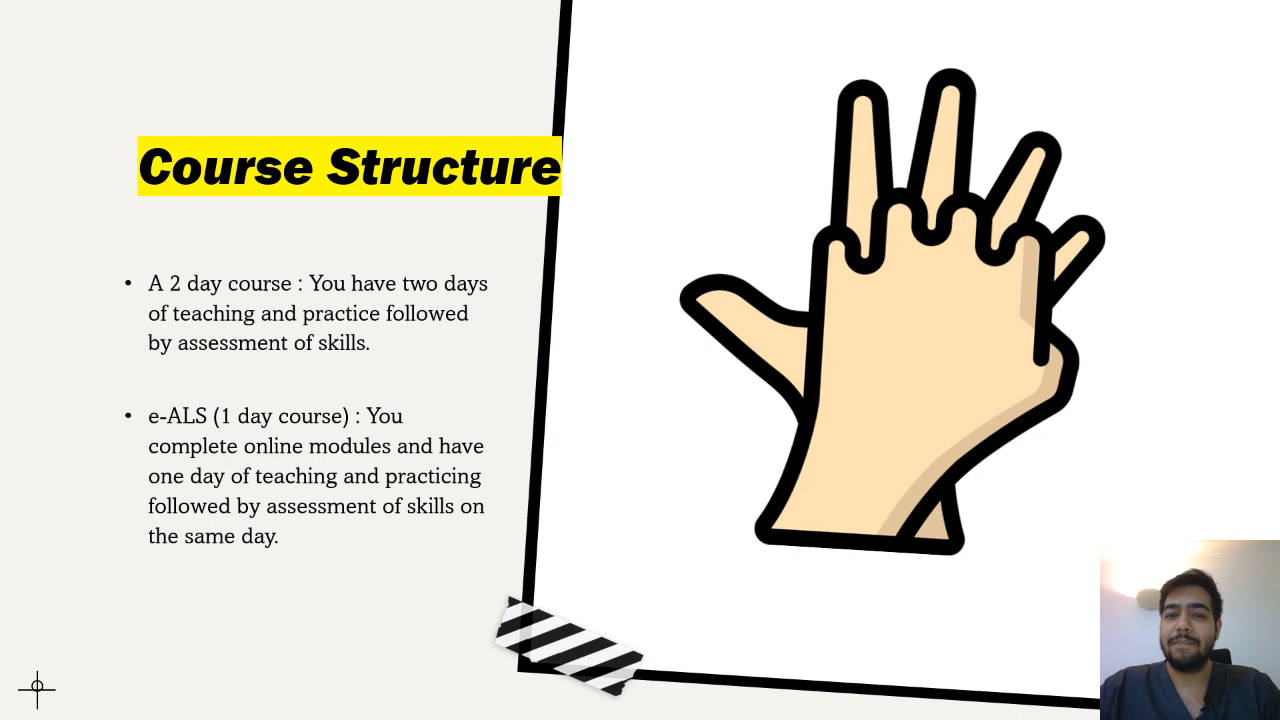 Course Structure
• A 2 day course : You have two days
of teaching and practice followed
by assessment of skills.
• e-ALS (1 day course) : You
complete online modules and have
one day of teaching and practicing
followed by assessment of skills on
the same day.